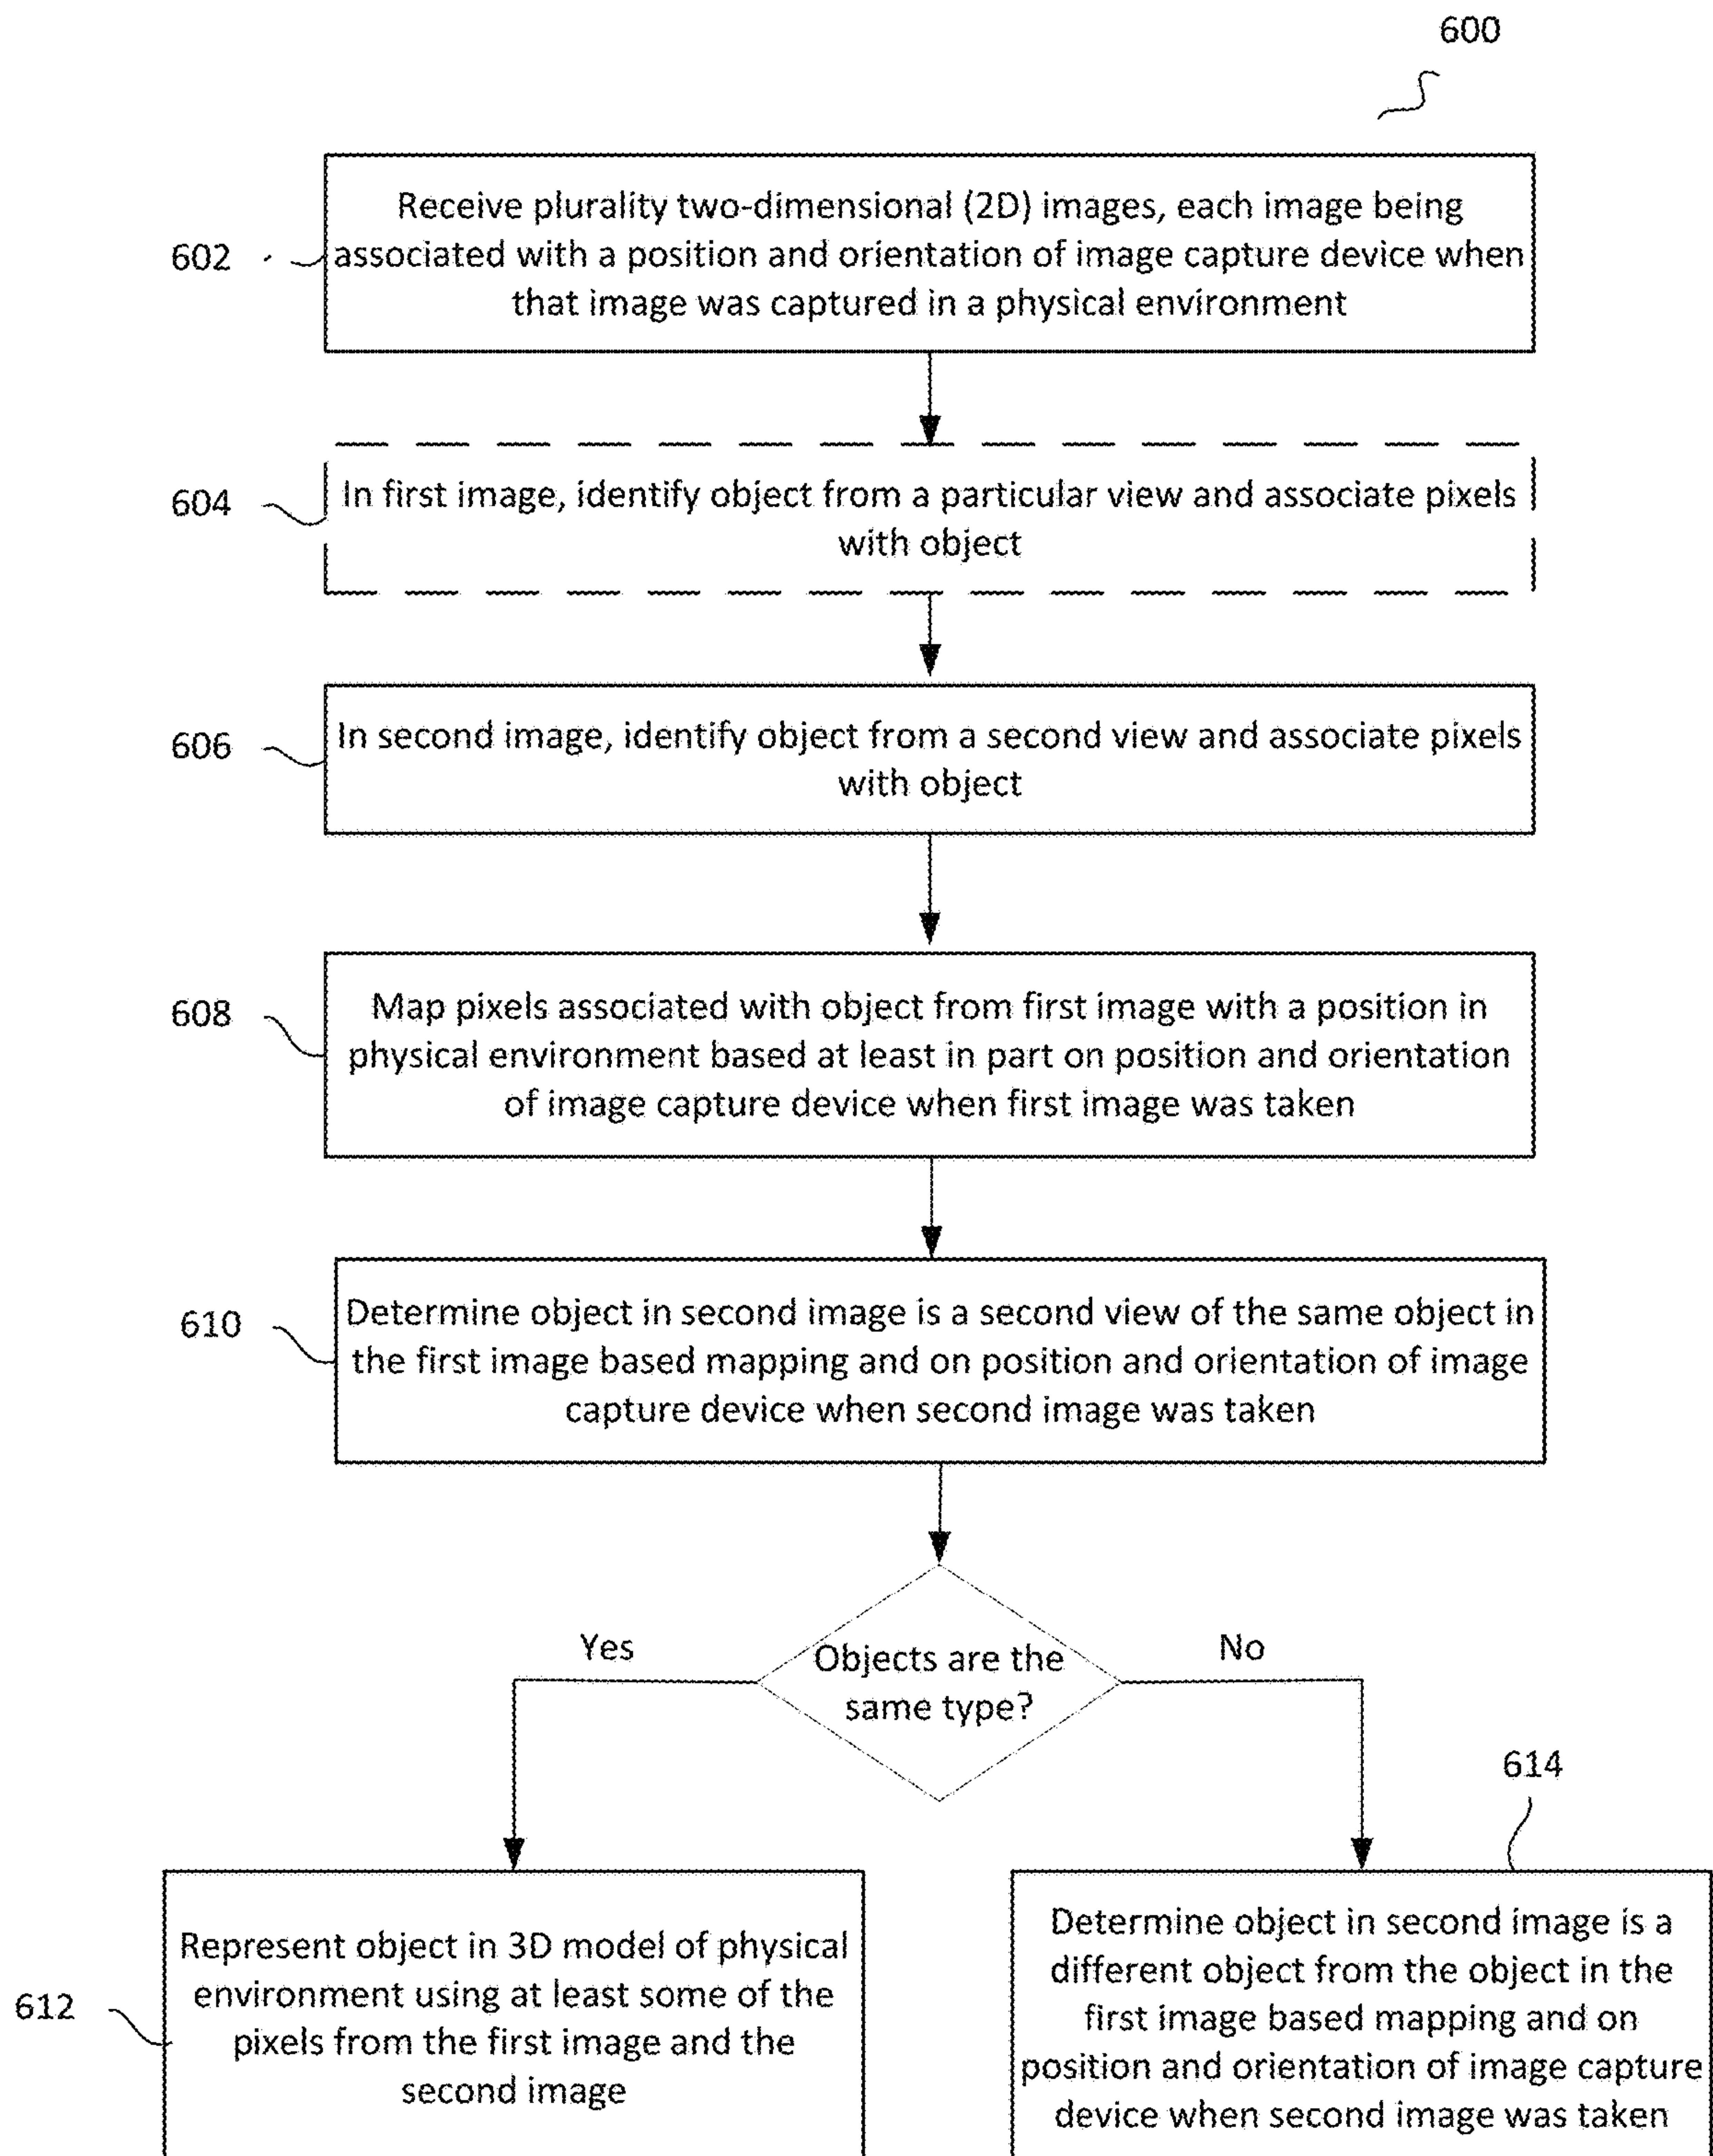 600
602
Receive plurality two-dimensional (2D) images, each image being
associated with a position and orientation of image capture device when
that image was captured in a physical environment
604
In first image, identify object from a particular view and associate pixels
with object
606
In second image, identify object from a second view and associate pixels
with object
608
Map pixels associated with object from first image with a position in
physical environment based at least in part on position and orientation
of image capture device when first image was taken
610
Determine object in second image is a second view of the same object in
the first image based mapping and on position and orientation of image
capture device when second image was taken
Objects are the
same type?
Yes
No
612
Represent object in 3D model of physical
environment using at least some of the
pixels from the first image and the
second image
614
Determine object in second image is a
different object from the object in the
first image based mapping and on
position and orientation of image capture
device when second image was taken